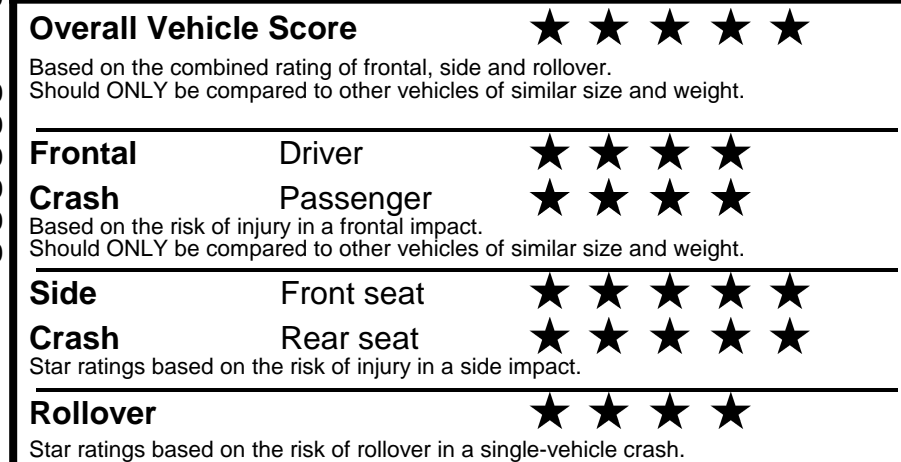 Overall Vehicle Score ★ ★ ★ ★ ★
Based on the combined rating of frontal, side and rollover.
Should ONLY be compared to other vehicles of similar size and weight.
Frontal Driver ★ ★ ★ ★
Crash Passenger ★ ★ ★ ★
Based on the risk of injury in a frontal impact.
Should ONLY be compared to other vehicles of similar size and weight.
Side Front seat ★ ★ ★ ★ ★
Crash Rear seat ★ ★ ★ ★ ★
Star ratings based on the risk of injury in a side impact.
Rollover ★ ★ ★ ★
Star ratings based on the risk of rollover in a single-vehicle crash.